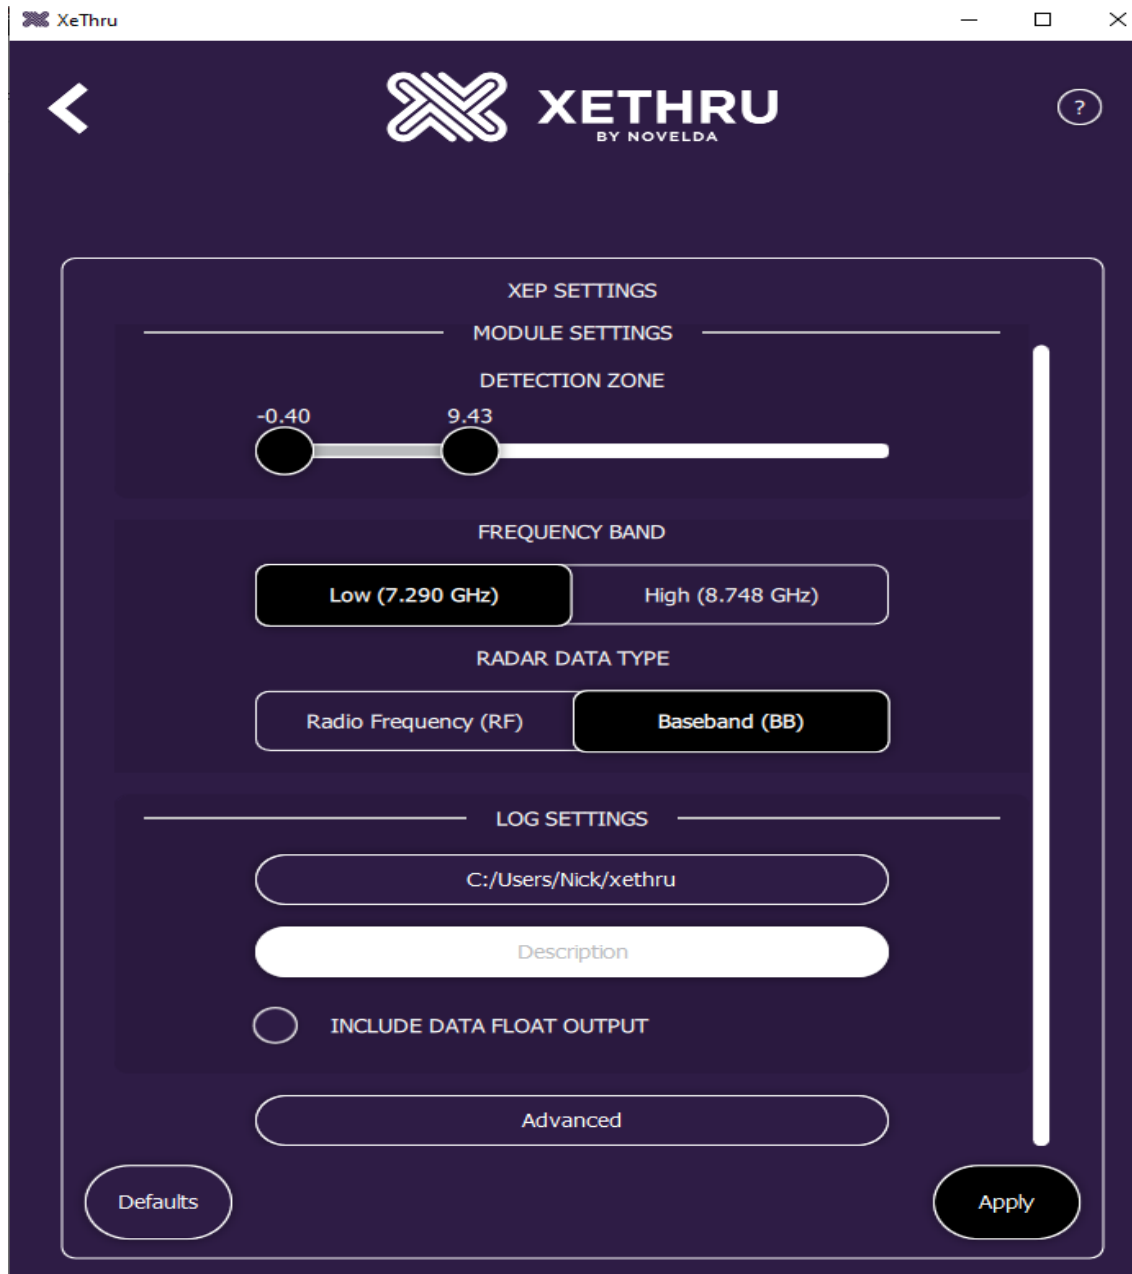 XeThru
XETHRU
BY NOVELDA
?
XEP SETTINGS
MODULE SETTINGS
DETECTION ZONE
-0.40 9.43
FREQUENCY BAND
Low (7.290 GHz) High (8.748 GHz)
RADAR DATA TYPE
Radio Frequency (RF) Baseband (BB)
LOG SETTINGS
C:/Users/Nick/xethru
Description
INCLUDE DATA FLOAT OUTPUT
Advanced
Defaults Apply